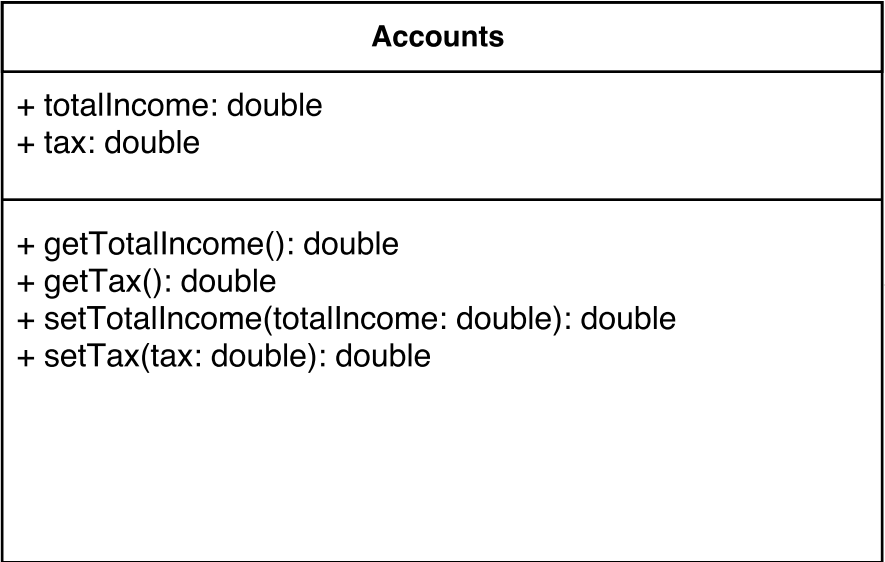 Accounts
+ totalIncome: double
+ tax: double
+ getTotalIncome(): double
+ getTax(): double
+ setTotalIncome(totalIncome: double): double
+ setTax(tax: double): double